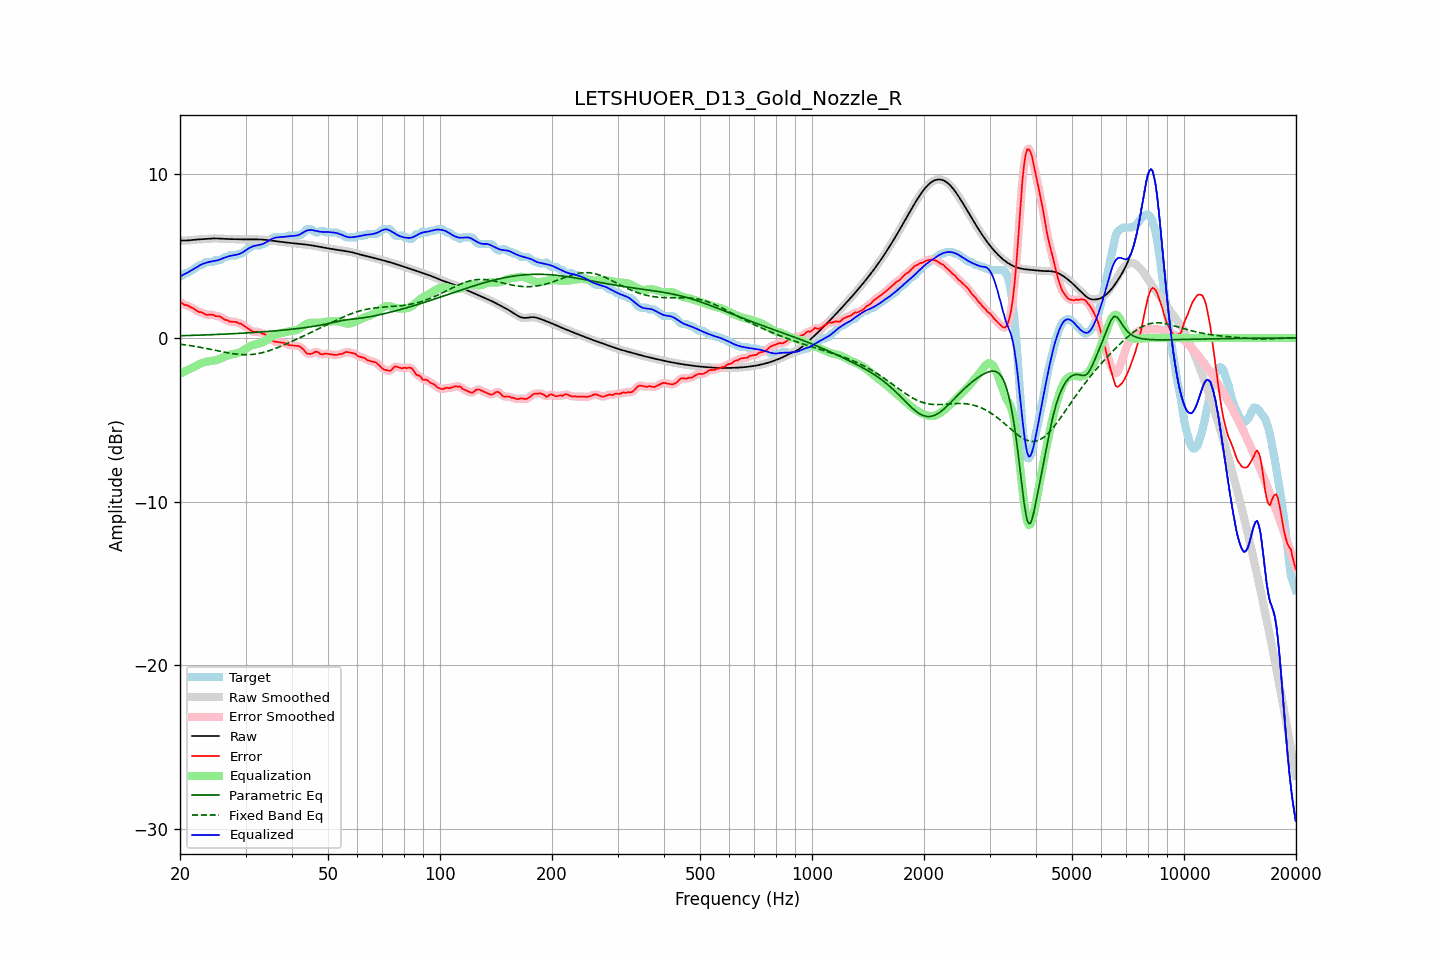 LETSHUOER_D13_Gold_Nozzle_R
10
0
−10
−20
−30
Amplitude (dBr)
Target
Raw Smoothed
Error Smoothed
Raw
Error
Equalization
Parametric Eq
Fixed Band Eq
Equalized
20 50 100 200 500 1000 2000 5000 10000 20000
Frequency (Hz)